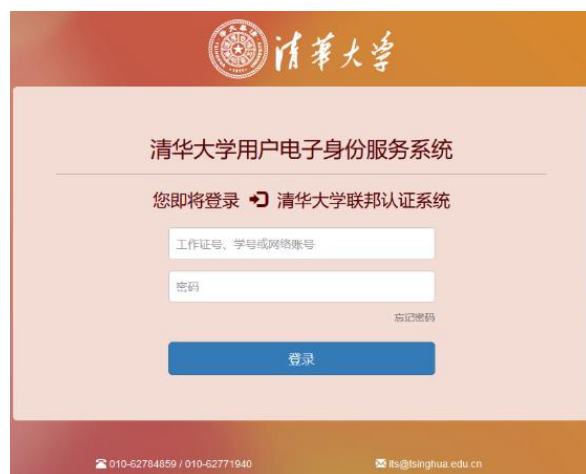 清华大学
清华大学用户电子身份服务系统
您即将登录 清华大学联邦认证系统
工作证号、学号或网络账号
密码
忘记密码
登录
010-62784859 / 010-62771940
its@tsinghua.edu.cn